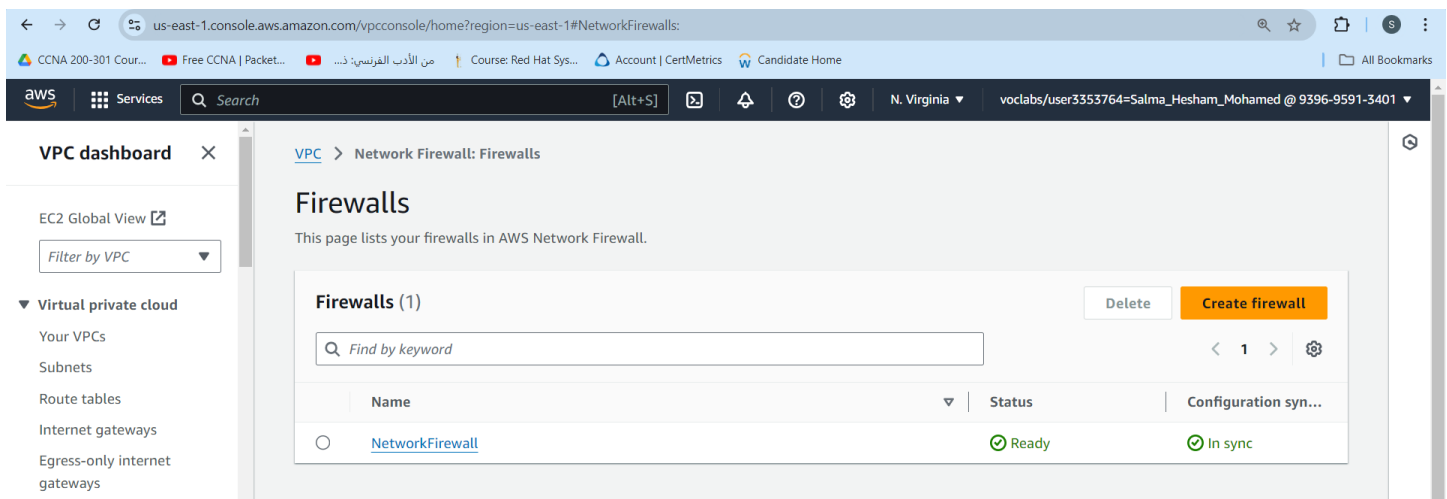 us-east-1.console.aws.amazon.com/vpcconsole/home?region=us-east-1#NetworkFirewalls:
S
CCNA 200-301 Cour... Free CCNA | Packet... من الأدب الفرنسي: ذ... Course: Red Hat Sys... Account | CertMetrics Candidate Home All Bookmarks
aws Services Search [Alt+S] N. Virginia ▼ voclabs/user3353764=Salma_Hesham_Mohamed @ 9396-9591-3401 ▼
VPC dashboard
EC2 Global View
Filter by VPC
Virtual private cloud
Your VPCs
Subnets
Route tables
Internet gateways
Egress-only internet
gateways
VPC > Network Firewall: Firewalls
Firewalls
This page lists your firewalls in AWS Network Firewall.
Firewalls (1) Delete Create firewall
Find by keyword < 1 >
Name Status Configuration syn...
NetworkFirewall Ready In sync